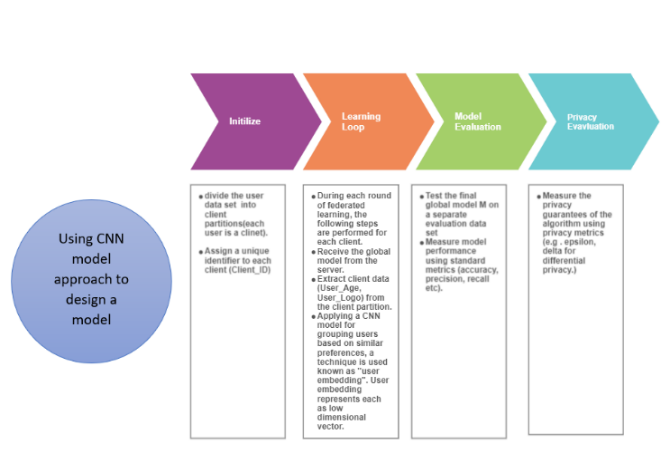 Initilize
Learning
Loop
Model
Evaluation
Privacy
Evavluation
Using CNN
model
approach to
design a
model
divide the user
data set into
client
partitions(each
user is a clinet).
Assign a unique
identifier to each
client (Client_ID)
During each round
of federated
learning, the
following steps
are performed for
each client.
Receive the global
model from the
server.
Extract client data
(User_Age,
User_Logo) from
the client partition.
Applying a CNN
model for
grouping users
based on similar
preferences, a
technique is used
known as "user
embedding". User
embedding
represents each
as low
dimensional
vector.
Test the final
global model M on
a separate
evaluation data
set
Measure model
performance
using standard
metrics (accuracy,
precision, recall
etc).
Measure the
privacy
guarantees of the
algorithm using
privacy metrics
(e.g . epsilon,
delta for
differential
privacy.)